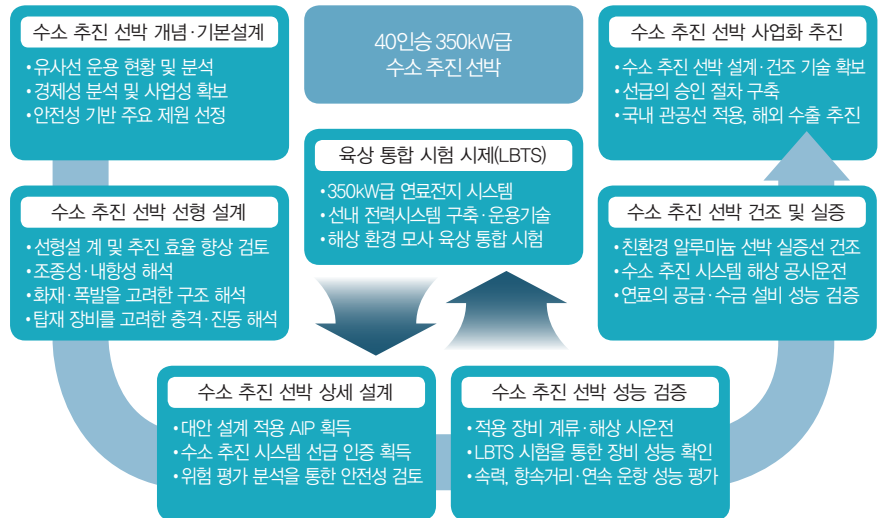 수소 추진 선박 개념·기본설계
•유사선 운용 현황 및 분석
•경제성 분석 및 사업성 확보
•안전성 기반 주요 제원 선정
40인승 350kW급
수소 추진 선박
수소 추진 선박 사업화 추진
•수소 추진 선박 설계·건조 기술 확보
•선급의 승인 절차 구축
•국내 관공선 적용, 해외 수출 추진
육상 통합 시험 시제(LBTS)
•350kW급 연료전지 시스템
•선내 전력시스템 구축·운용기술
•해상 환경 모사 육상 통합 시험
수소 추진 선박 선형 설계
•선형설 계 및 추진 효율 향상 검토
•조종성·내항성 해석
•화재·폭발을 고려한 구조 해석
•탑재 장비를 고려한 충격·진동 해석
수소 추진 선박 건조 및 실증
•친환경 알루미늄 선박 실증선 건조
•수소 추진 시스템 해상 공시운전
•연료의 공급·수금 설비 성능 검증
수소 추진 선박 상세 설계
•대안 설계 적용 AIP 획득
•수소 추진 시스템 선급 인증 획득
•위험 평가 분석을 통한 안전성 검토
수소 추진 선박 성능 검증
•적용 장비 계류·해상 시운전
•LBTS 시험을 통한 장비 성능 확인
•속력, 항속거리·연속 운항 성능 평가